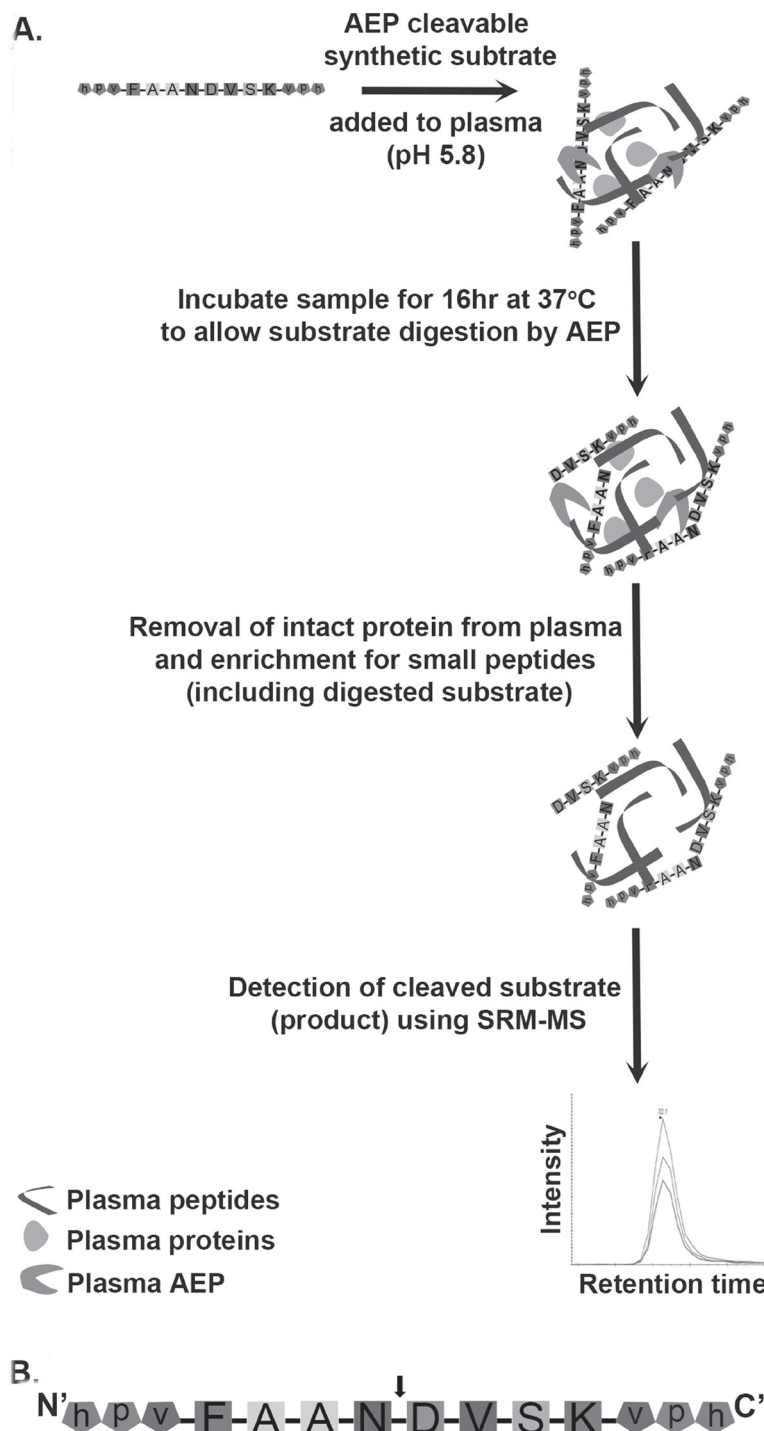 A.
AEP cleavable
synthetic subtrate
h p v-F-A-A-N-D-V-S-K-v p h
added to plasma
(pH 5.8)
h p v-F-A-A-N D-V-S-K-v p h
h p v-F-A-A-N D-V-S-K-v p h
Incubate sample for 16hr at 37°C
to allow substrate digestion by AEP
D-V-S-K-v p h
D-V-S-K-v p h
h p v-F-A-A-N
h p v-F-A-A-N
Removal of intact protein from plasma
and enrichment for small peptides
(including digested substrate)
D-V-S-K-v p h
D-V-S-K-v p h
h p v-F-A-A-N
h p v-F-A-A-N
Detection of cleaved substrate
(product) using SRM-MS
32.1
Intensity
Retention time
Plasma peptides
Plasma proteins
Plasma AEP
B.
N' h p v-F-A-A-N-D-V-S-K-v p h C'